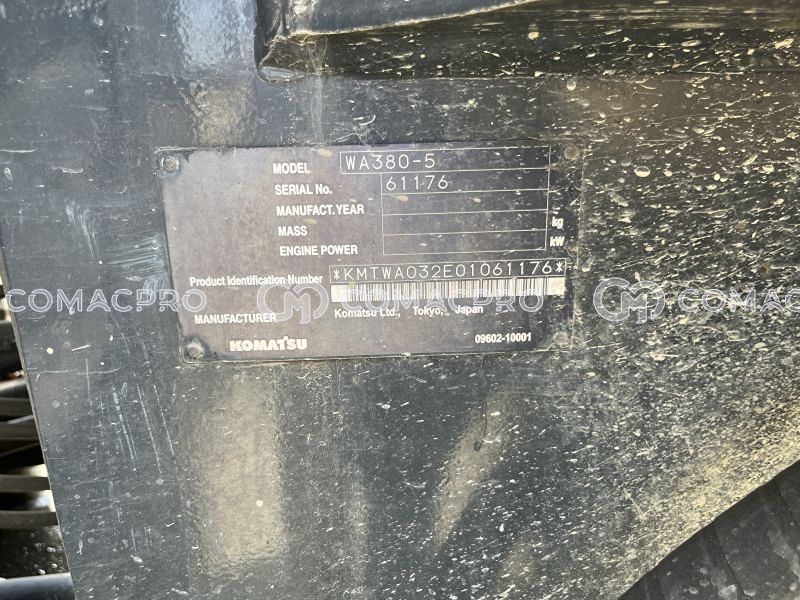 MODEL WA380-5
SERIAL No. 61176
MANUFACT. YEAR
MASS kg
ENGINE POWER kW
Product Identification Number *KMTWA032E01061176*
MANUFACTURER Komatsu Ltd., Tokyo, Japan
KOMATSU 09602-10001
COMACPRO COMACPRO COMACPRO